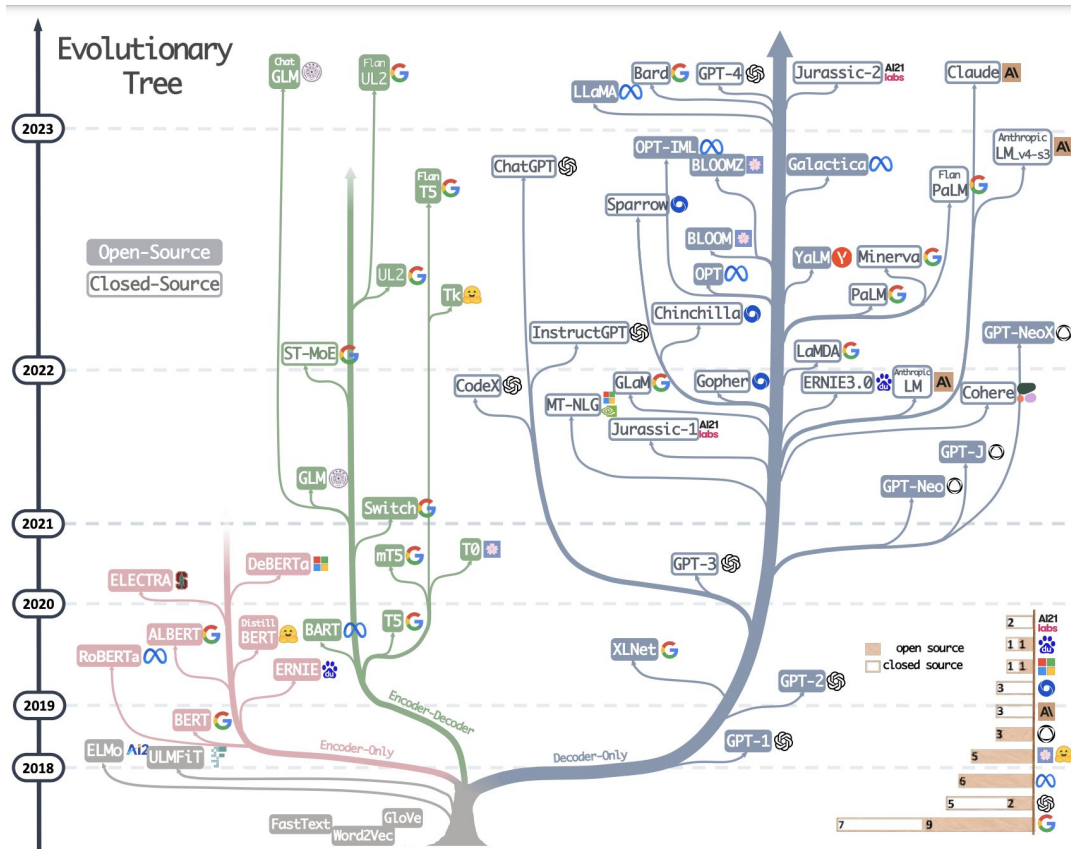 Evolutionary
Tree
2023
2022
2021
2020
2019
2018
Open-Source
Closed-Source
Chat
GLM
Flan
UL2
Flan
T5
UL2
Tk
ST-MoE
GLM
Switch
mT5
T0
T5
BART
Encoder-Decoder
DeBERTa
ELECTRA
Distill
BERT
ALBERT
RoBERTa
ERNIE
BERT
Encoder-Only
ELMo
AI2
ULMFiT
FastText
GloVe
Word2Vec
Bard
GPT-4
Jurassic-2
AI21
labs
Claude
A\
LLaMA
OPT-IML
BLOOMZ
Galactica
Anthropic
LM_v4-s3
A\
ChatGPT
Flan
PaLM
Sparrow
BLOOM
YaLM
Y
Minerva
OPT
PaLM
Chinchilla
InstructGPT
GPT-NeoX
LaMDA
CodeX
GLaM
Gopher
ERNIE3.0
du
Anthropic
LM
A\
Cohere
MT-NLG
Jurassic-1
AI21
labs
GPT-J
GPT-Neo
GPT-3
XLNet
GPT-2
GPT-1
Decoder-Only
du
open source
closed source
2
AI21
labs
1 1
du
1 1
3
3
A\
3
5
6
5 2
7 9